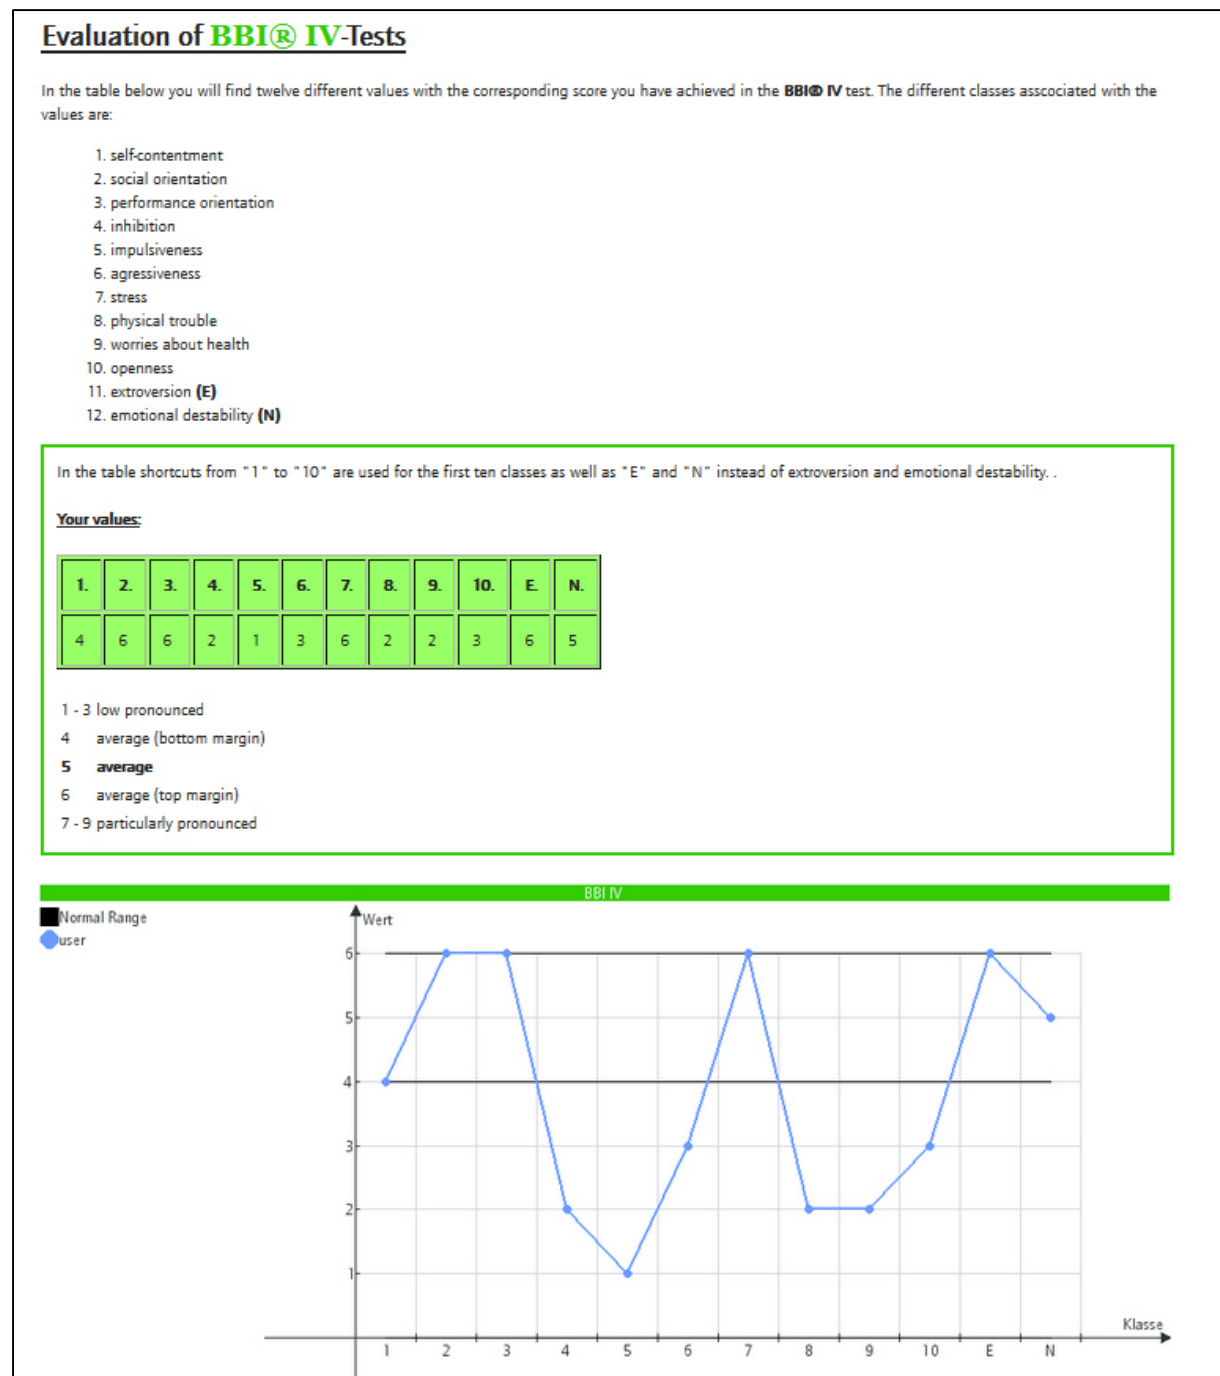 Evaluation of BBI® IV-Tests
In the table below you will find twelve different values with the corresponding score you have achieved in the BBI® IV test. The different classes asscociated with the
values are:
1. self-contentment
2. social orientation
3. performance orientation
4. inhibition
5. impulsiveness
6. agressiveness
7. stress
8. physical trouble
9. worries about health
10. openness
11. extroversion (E)
12. emotional destability (N)
In the table shortcuts from "1" to "10" are used for the first ten classes as well as "E" and "N" instead of extroversion and emotional destability. .
Your values:
1. 2. 3. 4. 5. 6. 7. 8. 9. 10. E. N.
4 6 6 2 1 3 6 2 2 3 6 5
1 - 3 low pronounced
4 average (bottom margin)
5 average
6 average (top margin)
7 - 9 particularly pronounced
BBI IV
Normal Range
user
Wert
6
5
4
3
2
1
Klasse
1 2 3 4 5 6 7 8 9 10 E N